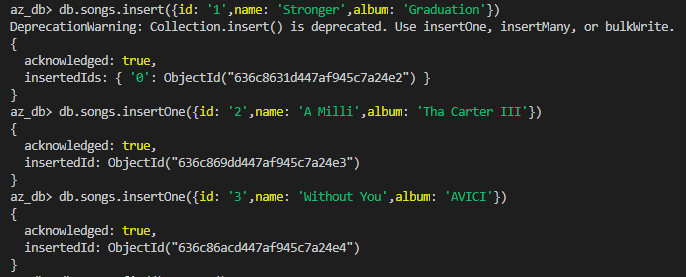 az_db> db.songs.insert({id: '1',name: 'Stronger',album: 'Graduation'})
DeprecationWarning: Collection.insert() is deprecated. Use insertOne, insertMany, or bulkWrite.
{
  acknowledged: true,
  insertedIds: { '0': ObjectId("636c8631d447af945c7a24e2") }
}
az_db> db.songs.insertOne({id: '2',name: 'A Milli',album: 'Tha Carter III'})
{
  acknowledged: true,
  insertedId: ObjectId("636c869dd447af945c7a24e3")
}
az_db> db.songs.insertOne({id: '3',name: 'Without You',album: 'AVICI'})
{
  acknowledged: true,
  insertedId: ObjectId("636c86acd447af945c7a24e4")
}